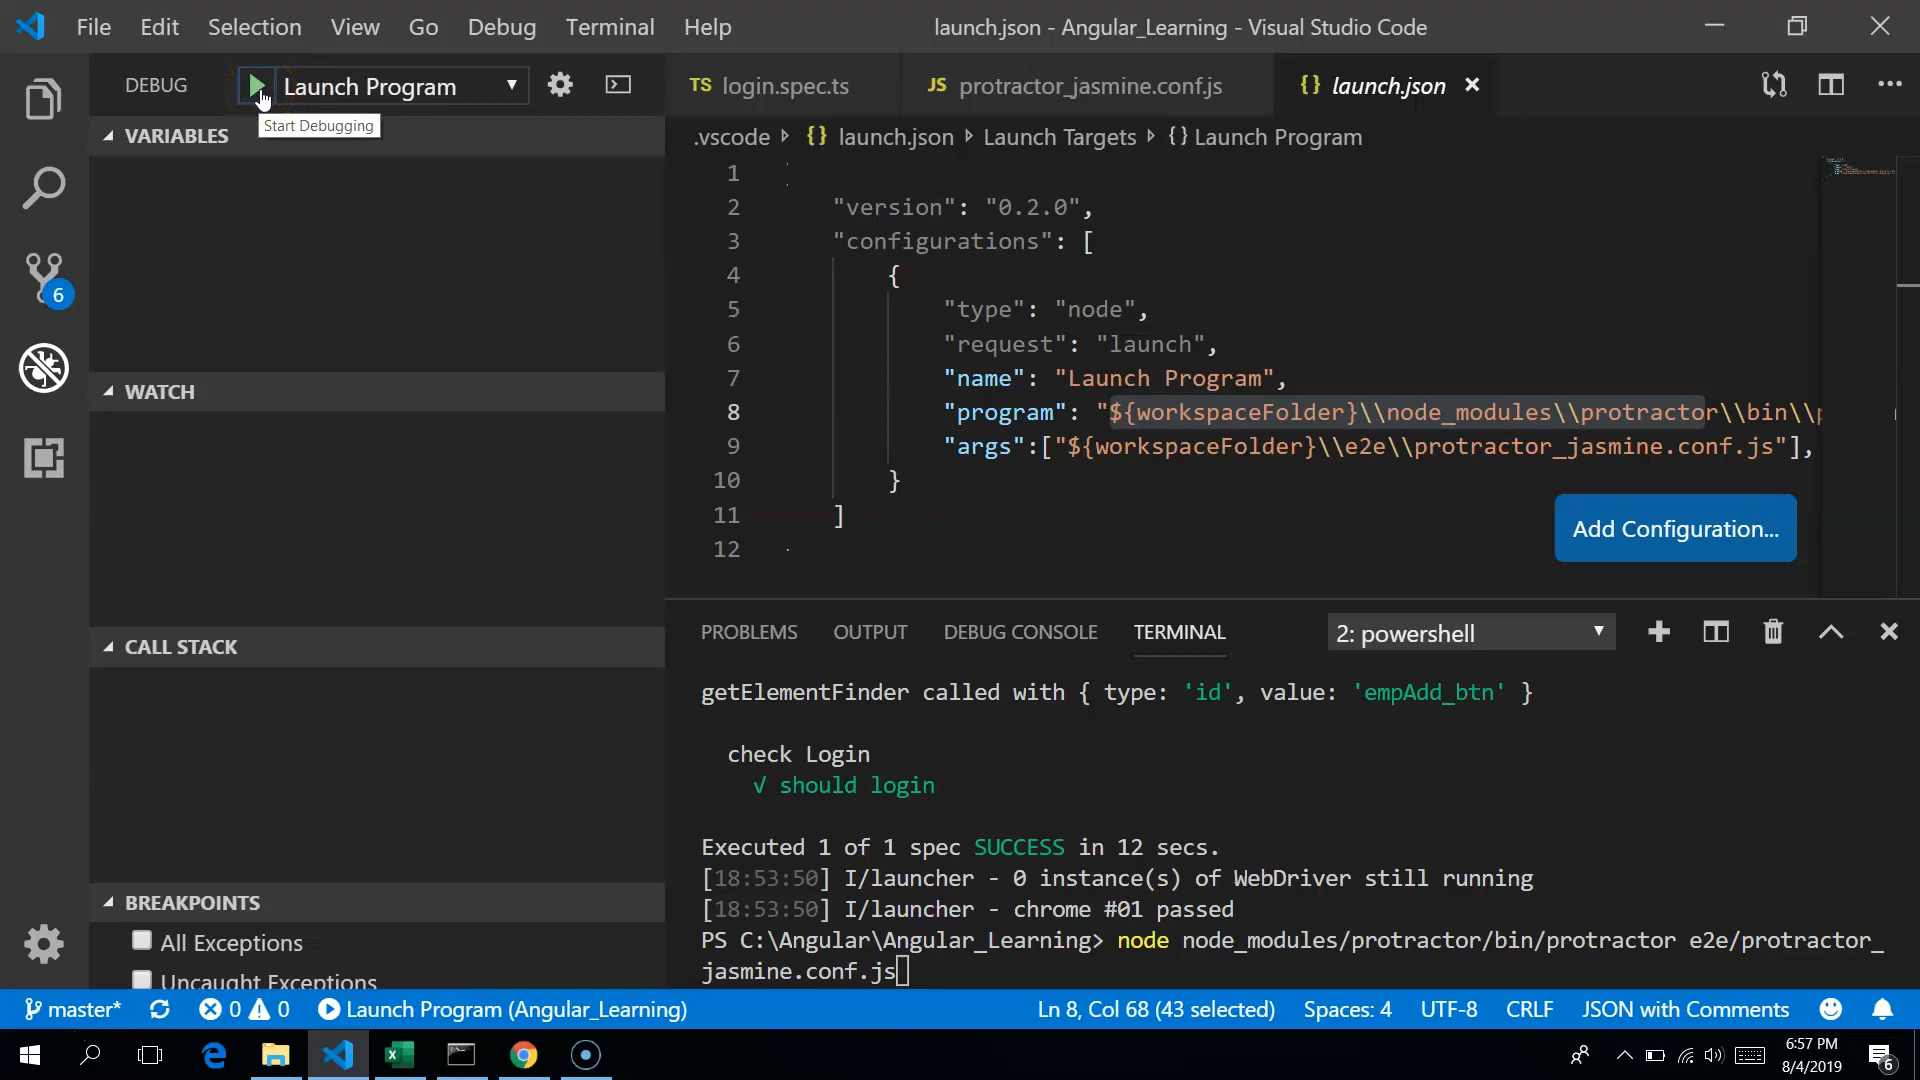 File Edit Selection View Go Debug Terminal Help
launch.json - Angular_Learning - Visual Studio Code
DEBUG Launch Program
Start Debugging
TS login.spec.ts
JS protractor_jasmine.conf.js
{} launch.json
.vscode {} launch.json Launch Targets {} Launch Program
VARIABLES
WATCH
CALL STACK
BREAKPOINTS
All Exceptions
Uncaught Exceptions
6
1
2 "version": "0.2.0",
3 "configurations": [
4 {
5 "type": "node",
6 "request": "launch",
7 "name": "Launch Program",
8 "program": "${workspaceFolder}\\node_modules\\protractor\\bin\\
9 "args":["${workspaceFolder}\\e2e\\protractor_jasmine.conf.js"],
10 }
11 ]
12
Add Configuration...
PROBLEMS OUTPUT DEBUG CONSOLE TERMINAL 2: powershell
getElementFinder called with { type: 'id', value: 'empAdd_btn' }
check Login
√ should login
Executed 1 of 1 spec SUCCESS in 12 secs.
[18:53:50] I/launcher - 0 instance(s) of WebDriver still running
[18:53:50] I/launcher - chrome #01 passed
PS C:\Angular\Angular_Learning> node node_modules/protractor/bin/protractor e2e/protractor_
jasmine.conf.js
master* 0 0 Launch Program (Angular_Learning) Ln 8, Col 68 (43 selected) Spaces: 4 UTF-8 CRLF JSON with Comments
6:57 PM
8/4/2019
6